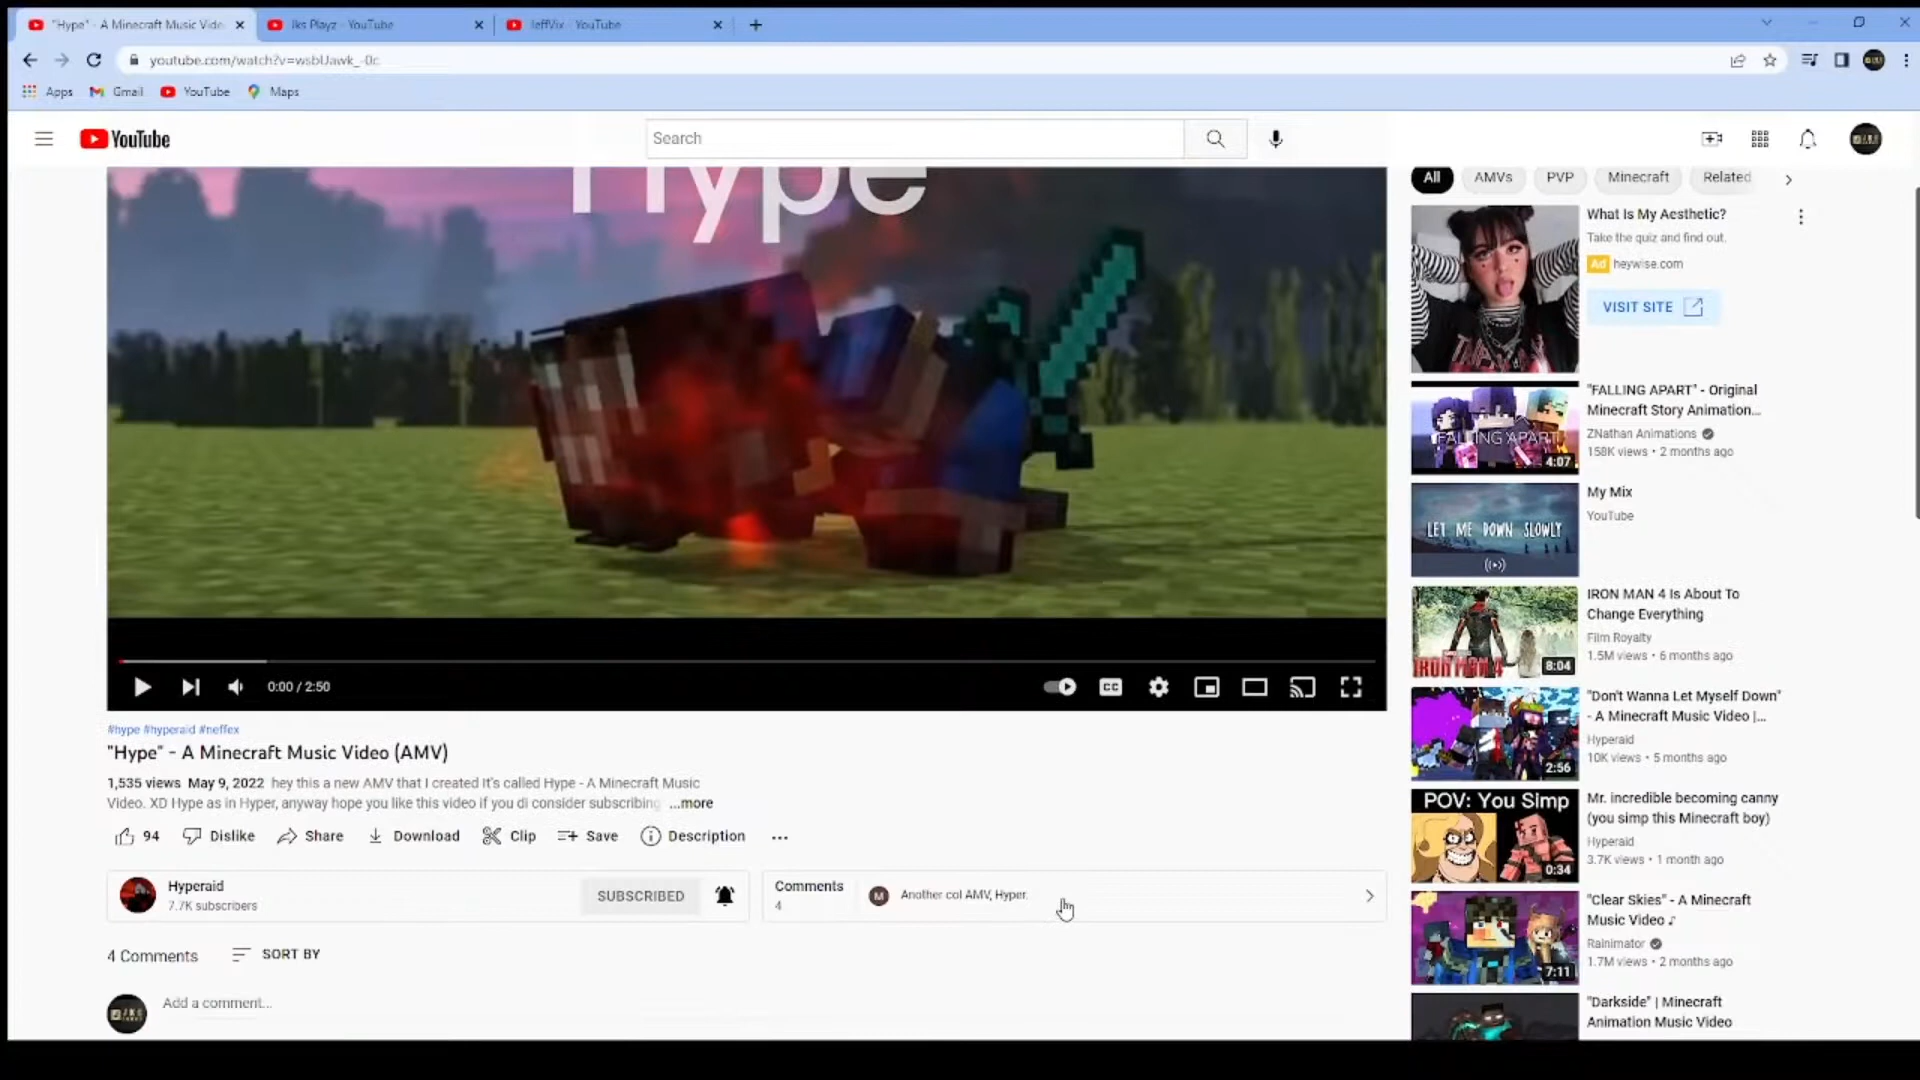 "Hype" - A Minecraft Music Vide
Jks Playz - YouTube
JeffVix - YouTube
youtube.com/watch?v=wsblJawk_-0c
Apps
Gmail
YouTube
Maps
YouTube
Search
Hype
All
AMVs
PVP
Minecraft
Related
What Is My Aesthetic?
Take the quiz and find out.
Ad heywise.com
VISIT SITE
FALLING APART
4:07
"FALLING APART" - Original
Minecraft Story Animation...
ZNathan Animations
158K views • 2 months ago
LET ME DOWN SLOWLY
My Mix
YouTube
IRON MAN 4
8:04
IRON MAN 4 Is About To
Change Everything
Film Royalty
1.5M views • 6 months ago
2:56
"Don't Wanna Let Myself Down"
- A Minecraft Music Video |...
Hyperaid
10K views • 5 months ago
POV: You Simp
0:34
Mr. incredible becoming canny
(you simp this Minecraft boy)
Hyperaid
3.7K views • 1 month ago
7:11
"Clear Skies" - A Minecraft
Music Video ♪
Rainimator
1.7M views • 2 months ago
"Darkside" | Minecraft
Animation Music Video
0:00 / 2:50
CC
#hype #hyperaid #neffex
"Hype" - A Minecraft Music Video (AMV)
1,535 views May 9, 2022 hey this a new AMV that I created It's called Hype - A Minecraft Music
Video. XD Hype as in Hyper, anyway hope you like this video if you di consider subscribing ...more
94
Dislike
Share
Download
Clip
Save
Description
Hyperaid
7.7K subscribers
SUBSCRIBED
Comments
4
M
Another col AMV, Hyper.
4 Comments
SORT BY
Add a comment...